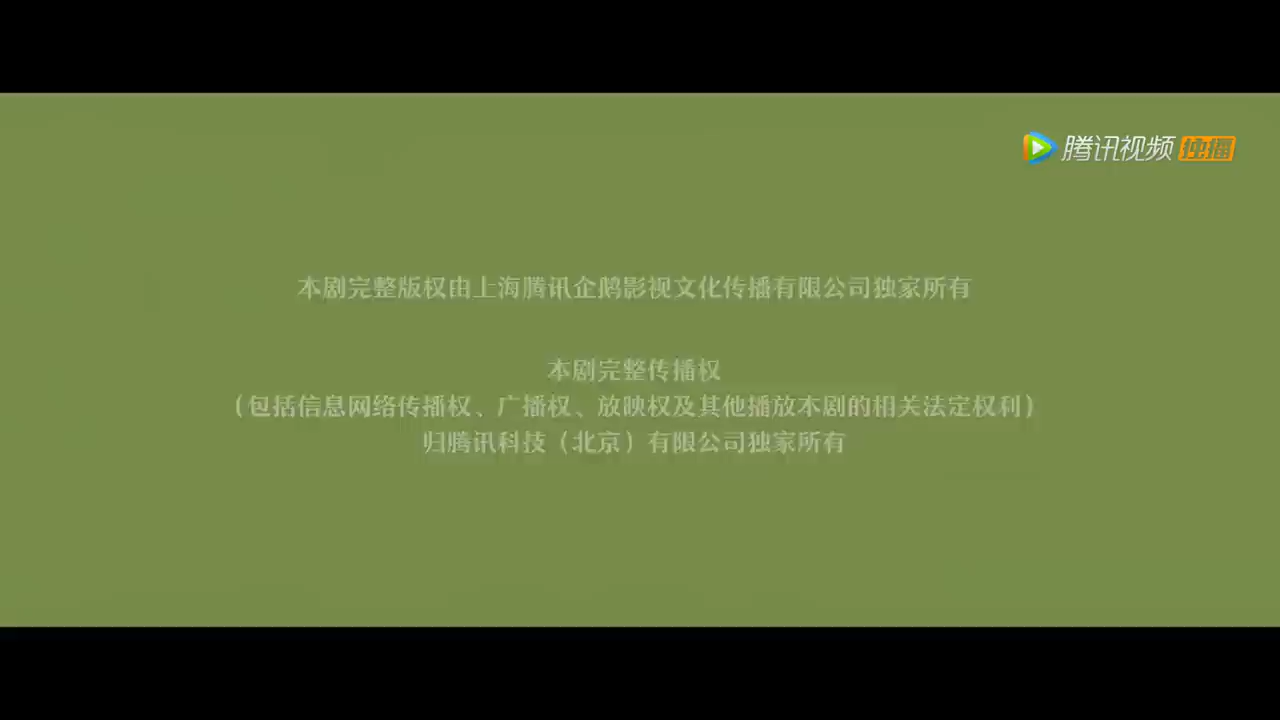 腾讯视频 独播
本剧完整版权由上海腾讯企鹅影视文化传播有限公司独家所有
本剧完整传播权
（包括信息网络传播权、广播权、放映权及其他播放本剧的相关法定权利）
归腾讯科技（北京）有限公司独家所有